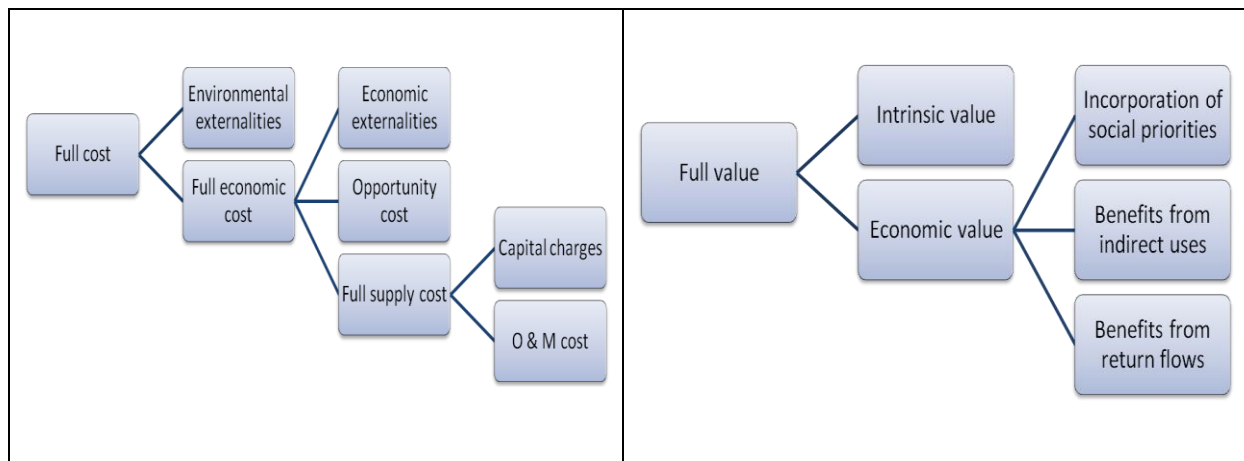 Full cost
Environmental
externalities
Full economic
cost
Economic
externalities
Opportunity
cost
Full supply cost
Capital charges
O & M cost
Full value
Intrinsic value
Economic value
Incorporation of
social priorities
Benefits from
indirect uses
Benefits from
return flows